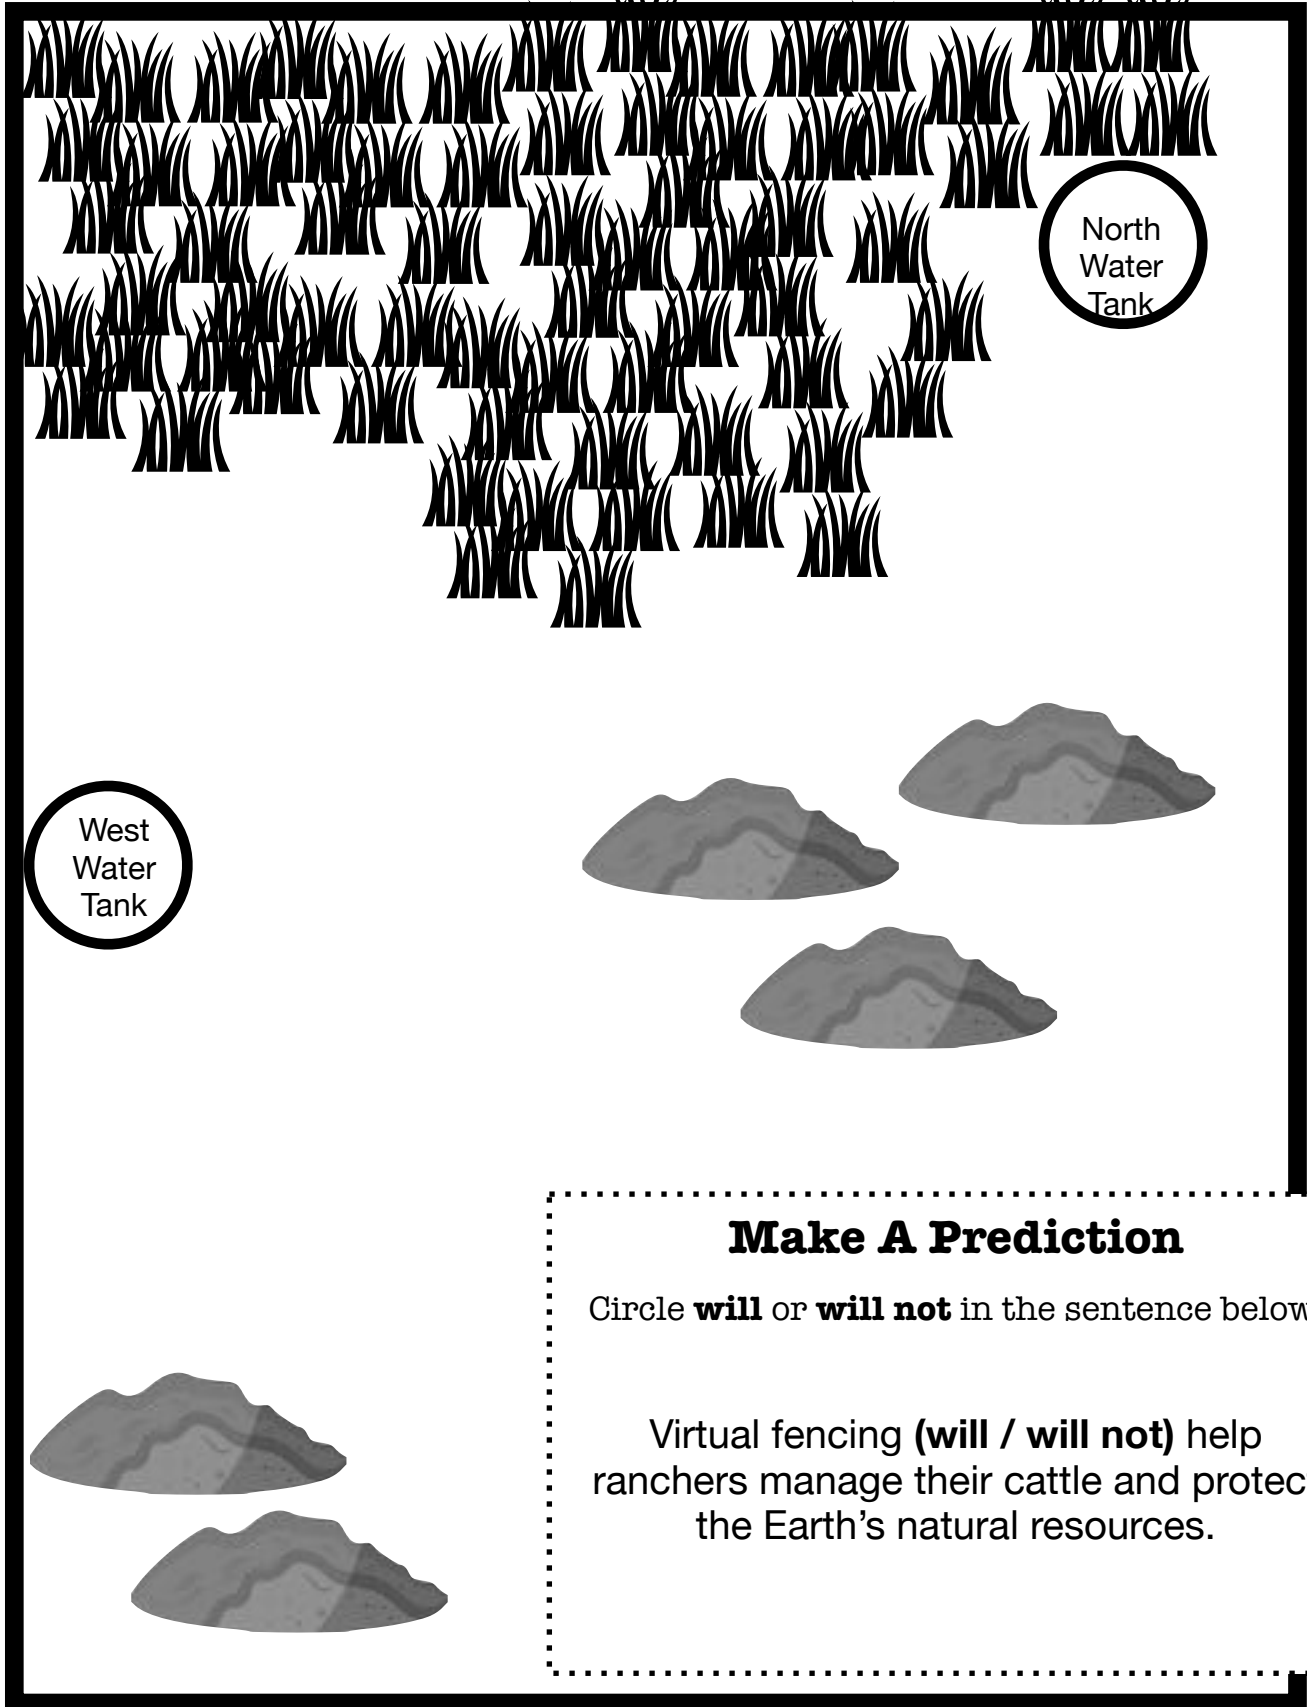 North
Water
Tank
West
Water
Tank
Make A Prediction
Circle will or will not in the sentence below
Virtual fencing (will / will not) help
ranchers manage their cattle and protec
the Earth's natural resources.